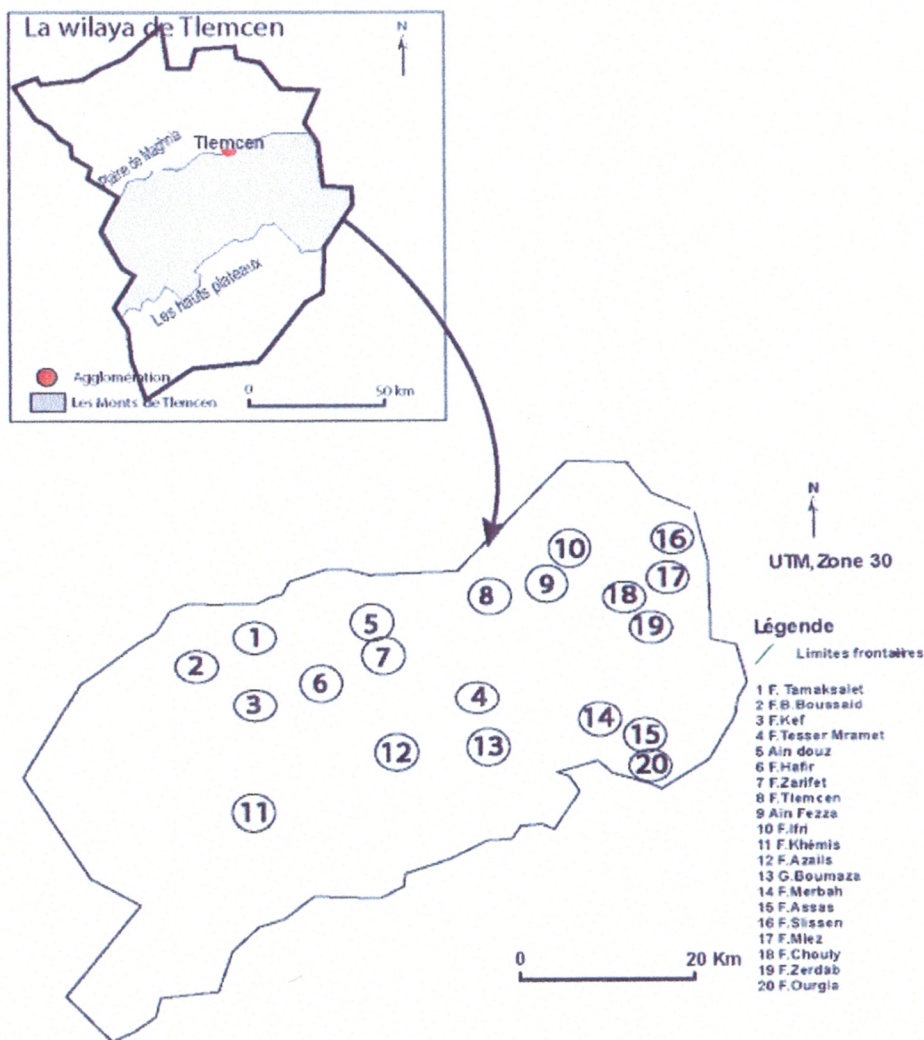 La wilaya de Tlemcen
N
Tlemcen
Plaine de Maghnia
Les hauts plateaux
Agglomération
Les Monts de Tlemcen
0 50 km
N
UTM, Zone 30
10
16
9
17
8
18
5
19
1
7
2
6
4
3
14
13
15
12
20
11
Légende
Limites frontaires
1 F. Tamaksalet
2 F.B.Boussaid
3 F.Kef
4 F.Tesser Mramet
5 Ain douz
6 F.Hafir
7 F.Zarifet
8 F.Tlemcen
9 Ain Fezza
10 F.Ifri
11 F.Khémis
12 F.Azails
13 G.Boumaza
14 F.Merbah
15 F.Assas
16 F.Slissen
17 F.Miez
18 F.Chouly
19 F.Zerdab
20 F.Ourgla
0 20 Km